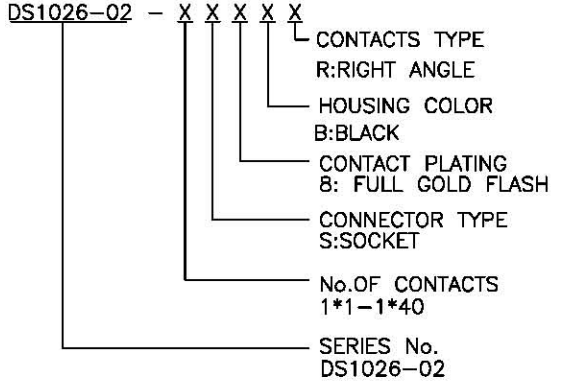 DS1026-02 - X X X X X
CONTACTS TYPE
R:RIGHT ANGLE
HOUSING COLOR
B:BLACK
CONTACT PLATING
8: FULL GOLD FLASH
CONNECTOR TYPE
S:SOCKET
No.OF CONTACTS
1*1-1*40
SERIES No.
DS1026-02